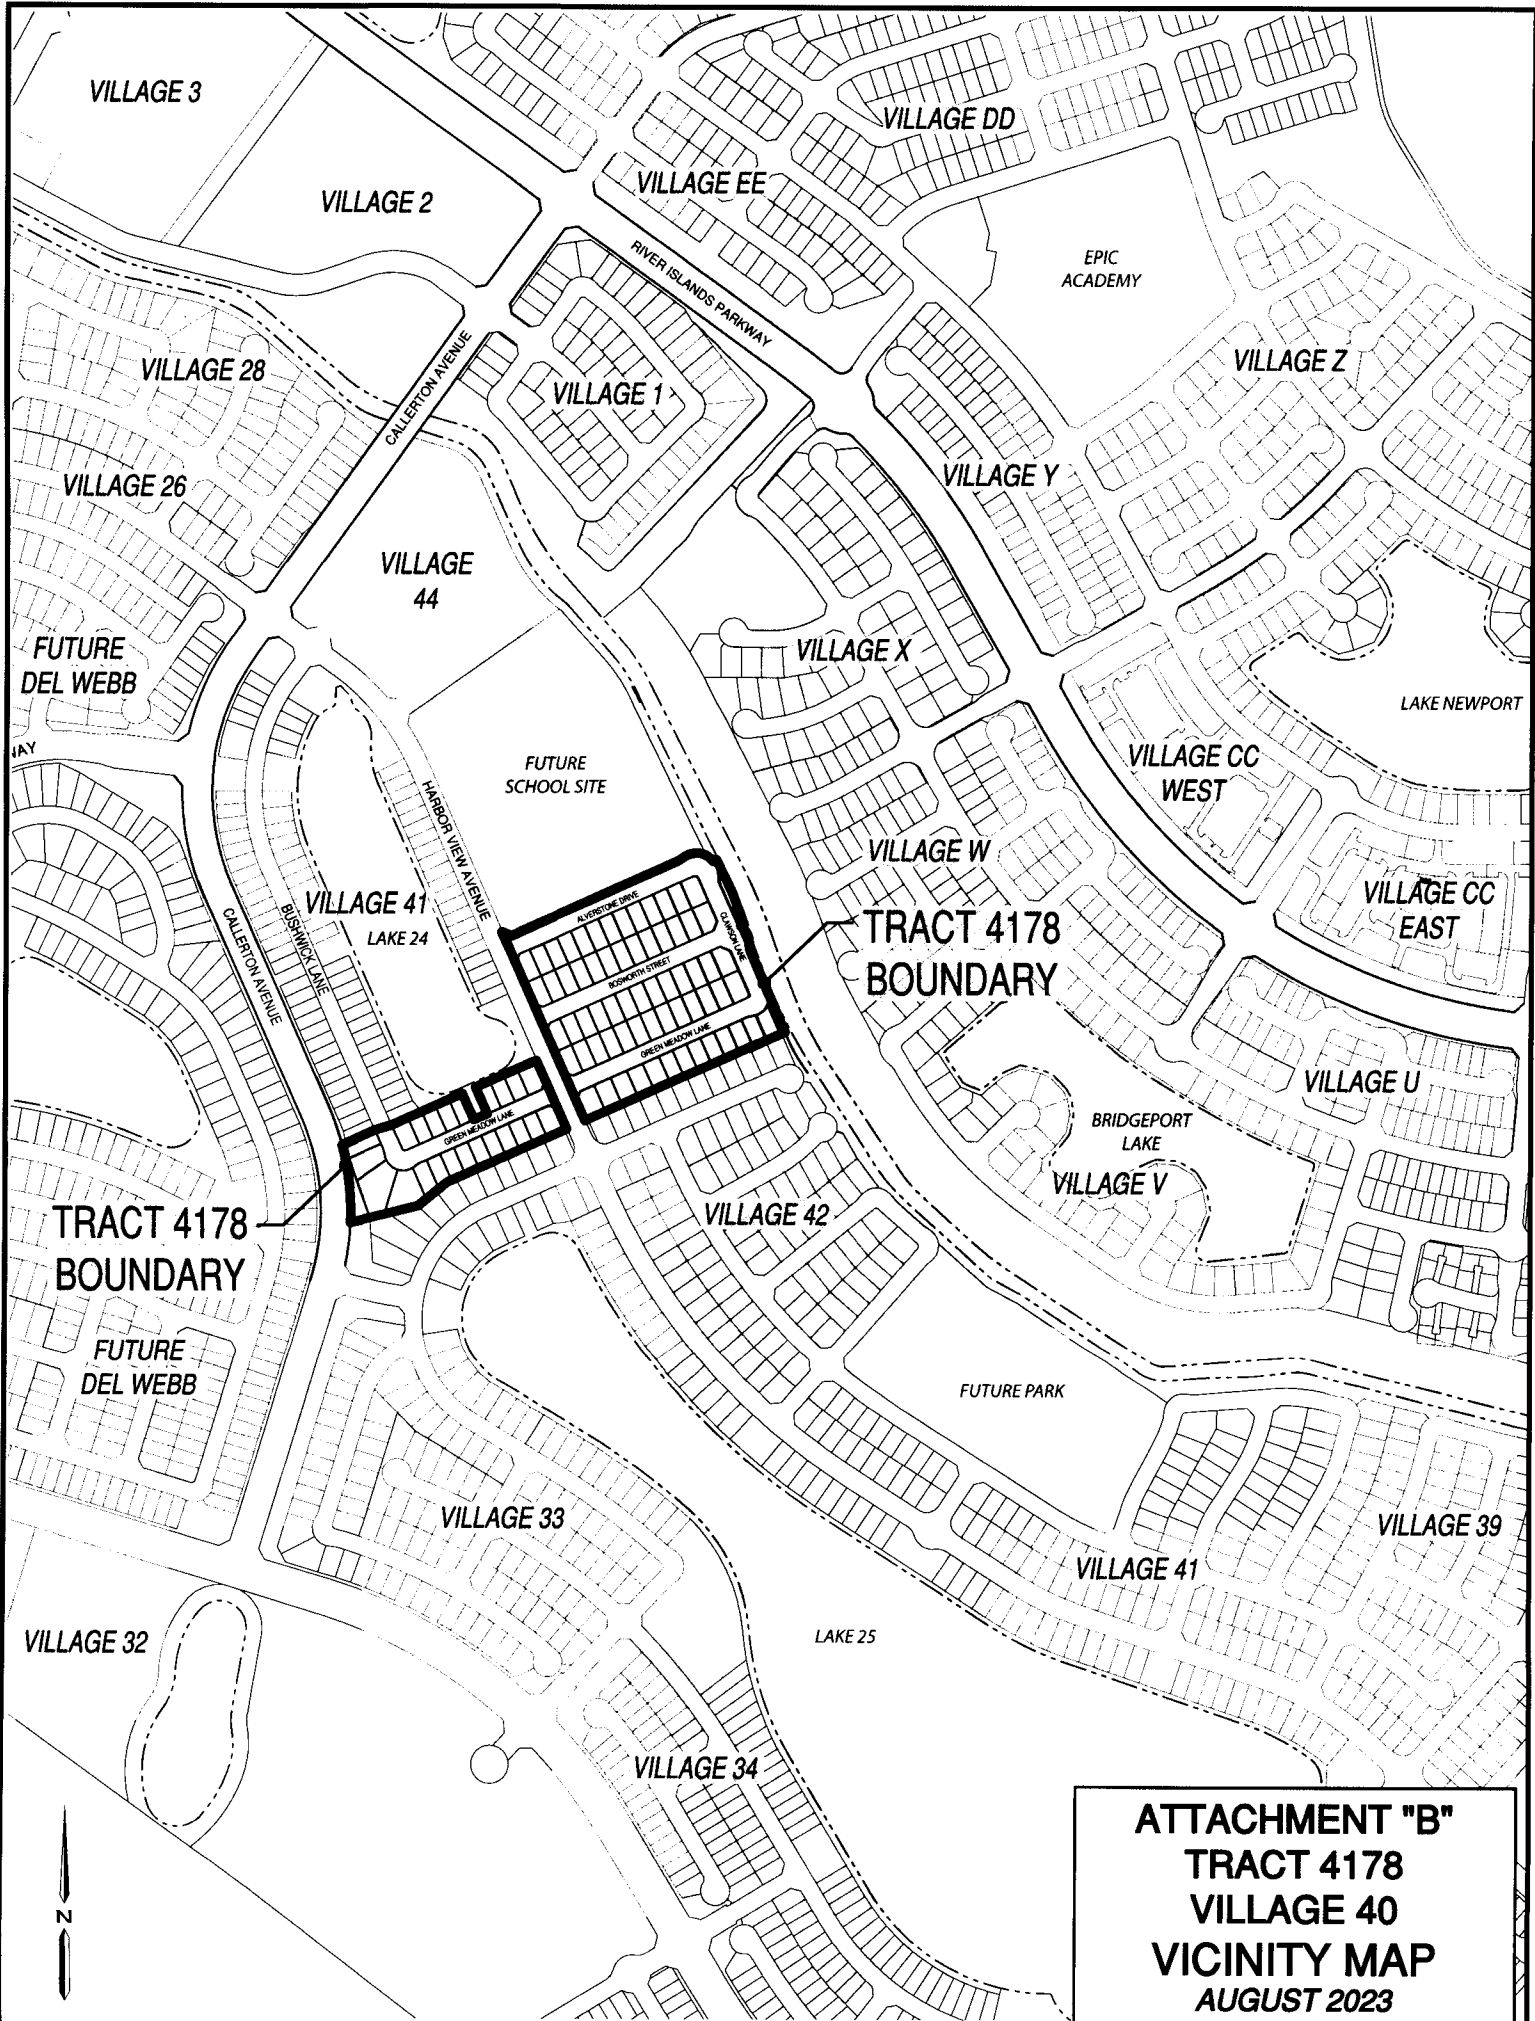 VILLAGE 3
VILLAGE DD
VILLAGE EE
VILLAGE 2
RIVER ISLANDS PARKWAY
EPIC
ACADEMY
VILLAGE 28
CALLERTON AVENUE
VILLAGE 1
VILLAGE Z
VILLAGE 26
VILLAGE Y
VILLAGE
44
FUTURE
DEL WEBB
VILLAGE X
LAKE NEWPORT
WAY
FUTURE
SCHOOL SITE
VILLAGE CC
WEST
HARBOR VIEW AVENUE
VILLAGE W
VILLAGE 41
LAKE 24
BUSHWICK LANE
CALLERTON AVENUE
ALVERSTONE DRIVE
CLAWSON LANE
BOSWORTH STREET
GREEN MEADOW LANE
TRACT 4178
BOUNDARY
VILLAGE CC
EAST
VILLAGE U
BRIDGEPORT
LAKE
GREEN MEADOW LANE
VILLAGE V
VILLAGE 42
TRACT 4178
BOUNDARY
FUTURE
DEL WEBB
FUTURE PARK
VILLAGE 33
VILLAGE 39
VILLAGE 41
VILLAGE 32
LAKE 25
VILLAGE 34
N
ATTACHMENT "B"
TRACT 4178
VILLAGE 40
VICINITY MAP
AUGUST 2023